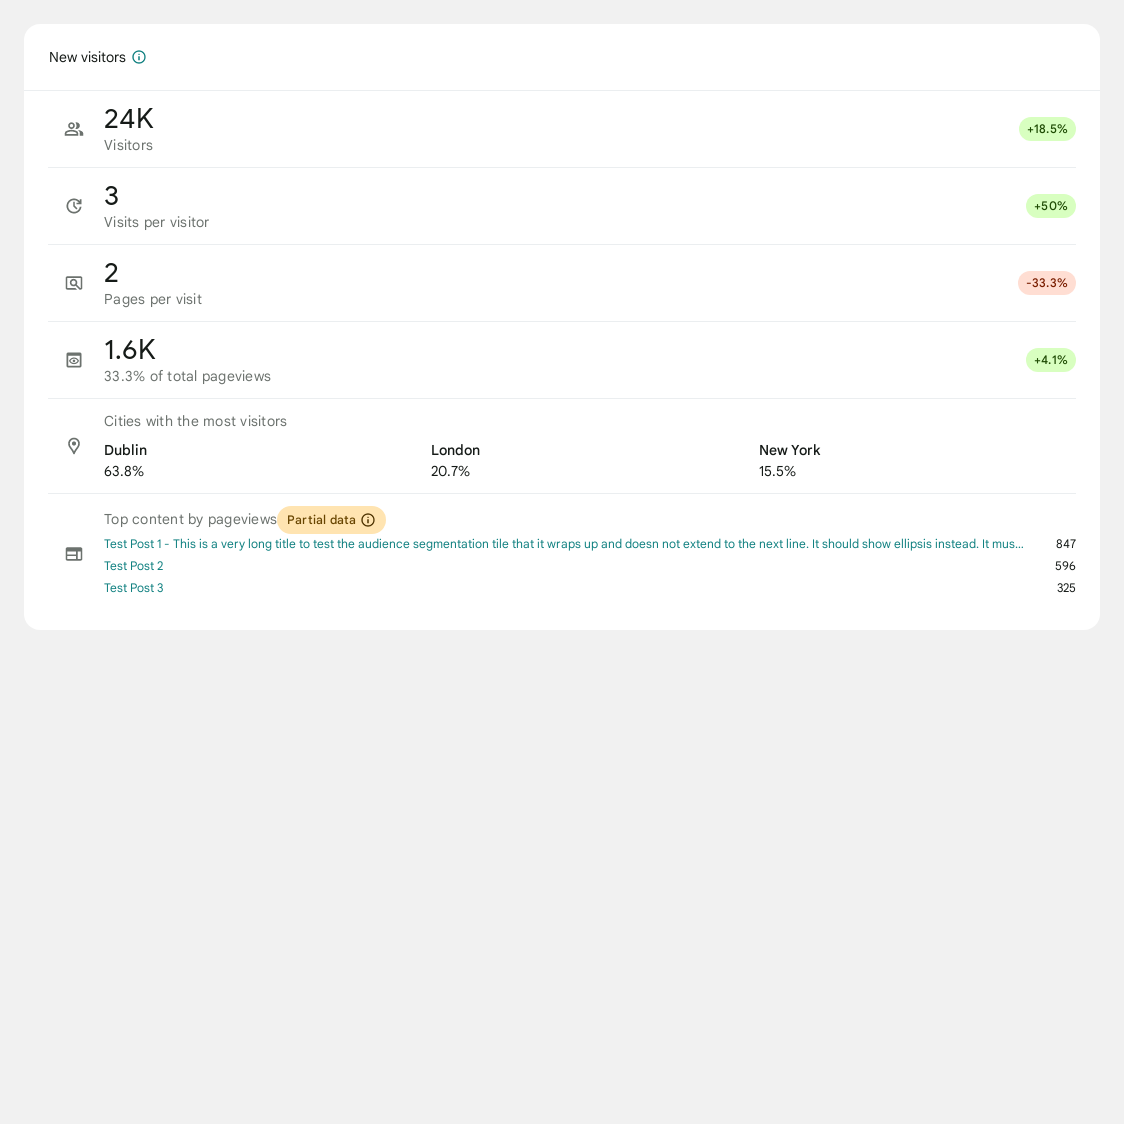 New visitors
24K
Visitors
+18.5%
3
Visits per visitor
+50%
2
Pages per visit
-33.3%
1.6K
33.3% of total pageviews
+4.1%
Cities with the most visitors
Dublin London New York
63.8% 20.7% 15.5%
Top content by pageviews Partial data
Test Post 1 - This is a very long title to test the audience segmentation tile that it wraps up and doesn not extend to the next line. It should show ellipsis instead. It mus... 847
Test Post 2 596
Test Post 3 325